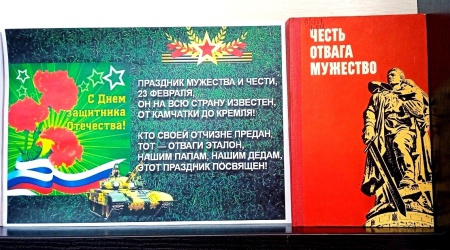 С Днем
защитника
Отечества!
ПРАЗДНИК МУЖЕСТВА И ЧЕСТИ,
23 ФЕВРАЛЯ,
ОН НА ВСЮ СТРАНУ ИЗВЕСТЕН,
ОТ КАМЧАТКИ ДО КРЕМЛЯ!
КТО СВОЕЙ ОТЧИЗНЕ ПРЕДАН,
ТОТ — ОТВАГИ ЭТАЛОН,
НАШИМ ПАПАМ, НАШИМ ДЕДАМ,
ЭТОТ ПРАЗДНИК ПОСВЯЩЕН!
ЧЕСТЬ
ОТВАГА
МУЖЕСТВО